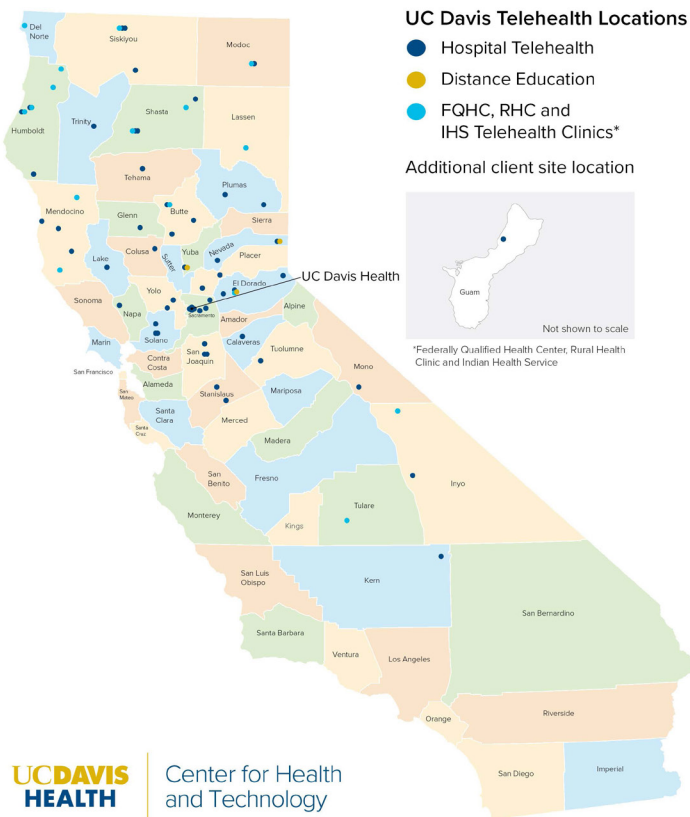 UC Davis Telehealth Locations
Hospital Telehealth
Distance Education
FQHC, RHC and
IHS Telehealth Clinics*
Additional client site location
Guam
Not shown to scale
*Federally Qualified Health Center, Rural Health
Clinic and Indian Health Service
UC Davis Health
Del
Norte
Siskiyou
Modoc
Humboldt
Trinity
Shasta
Lassen
Tehama
Plumas
Mendocino
Glenn
Butte
Sierra
Lake
Colusa
Sutter
Yuba
Nevada
Placer
Sonoma
Napa
Yolo
El Dorado
Sacramento
Alpine
Amador
Marin
Solano
Calaveras
Tuolumne
Contra
Costa
San
Joaquin
Mono
San Francisco
Alameda
San
Mateo
Santa
Clara
Stanislaus
Mariposa
Santa
Cruz
Merced
Madera
San
Benito
Fresno
Inyo
Monterey
Kings
Tulare
San Luis
Obispo
Kern
San Bernardino
Santa Barbara
Ventura
Los Angeles
Orange
Riverside
San Diego
Imperial
UCDAVIS
HEALTH
Center for Health
and Technology